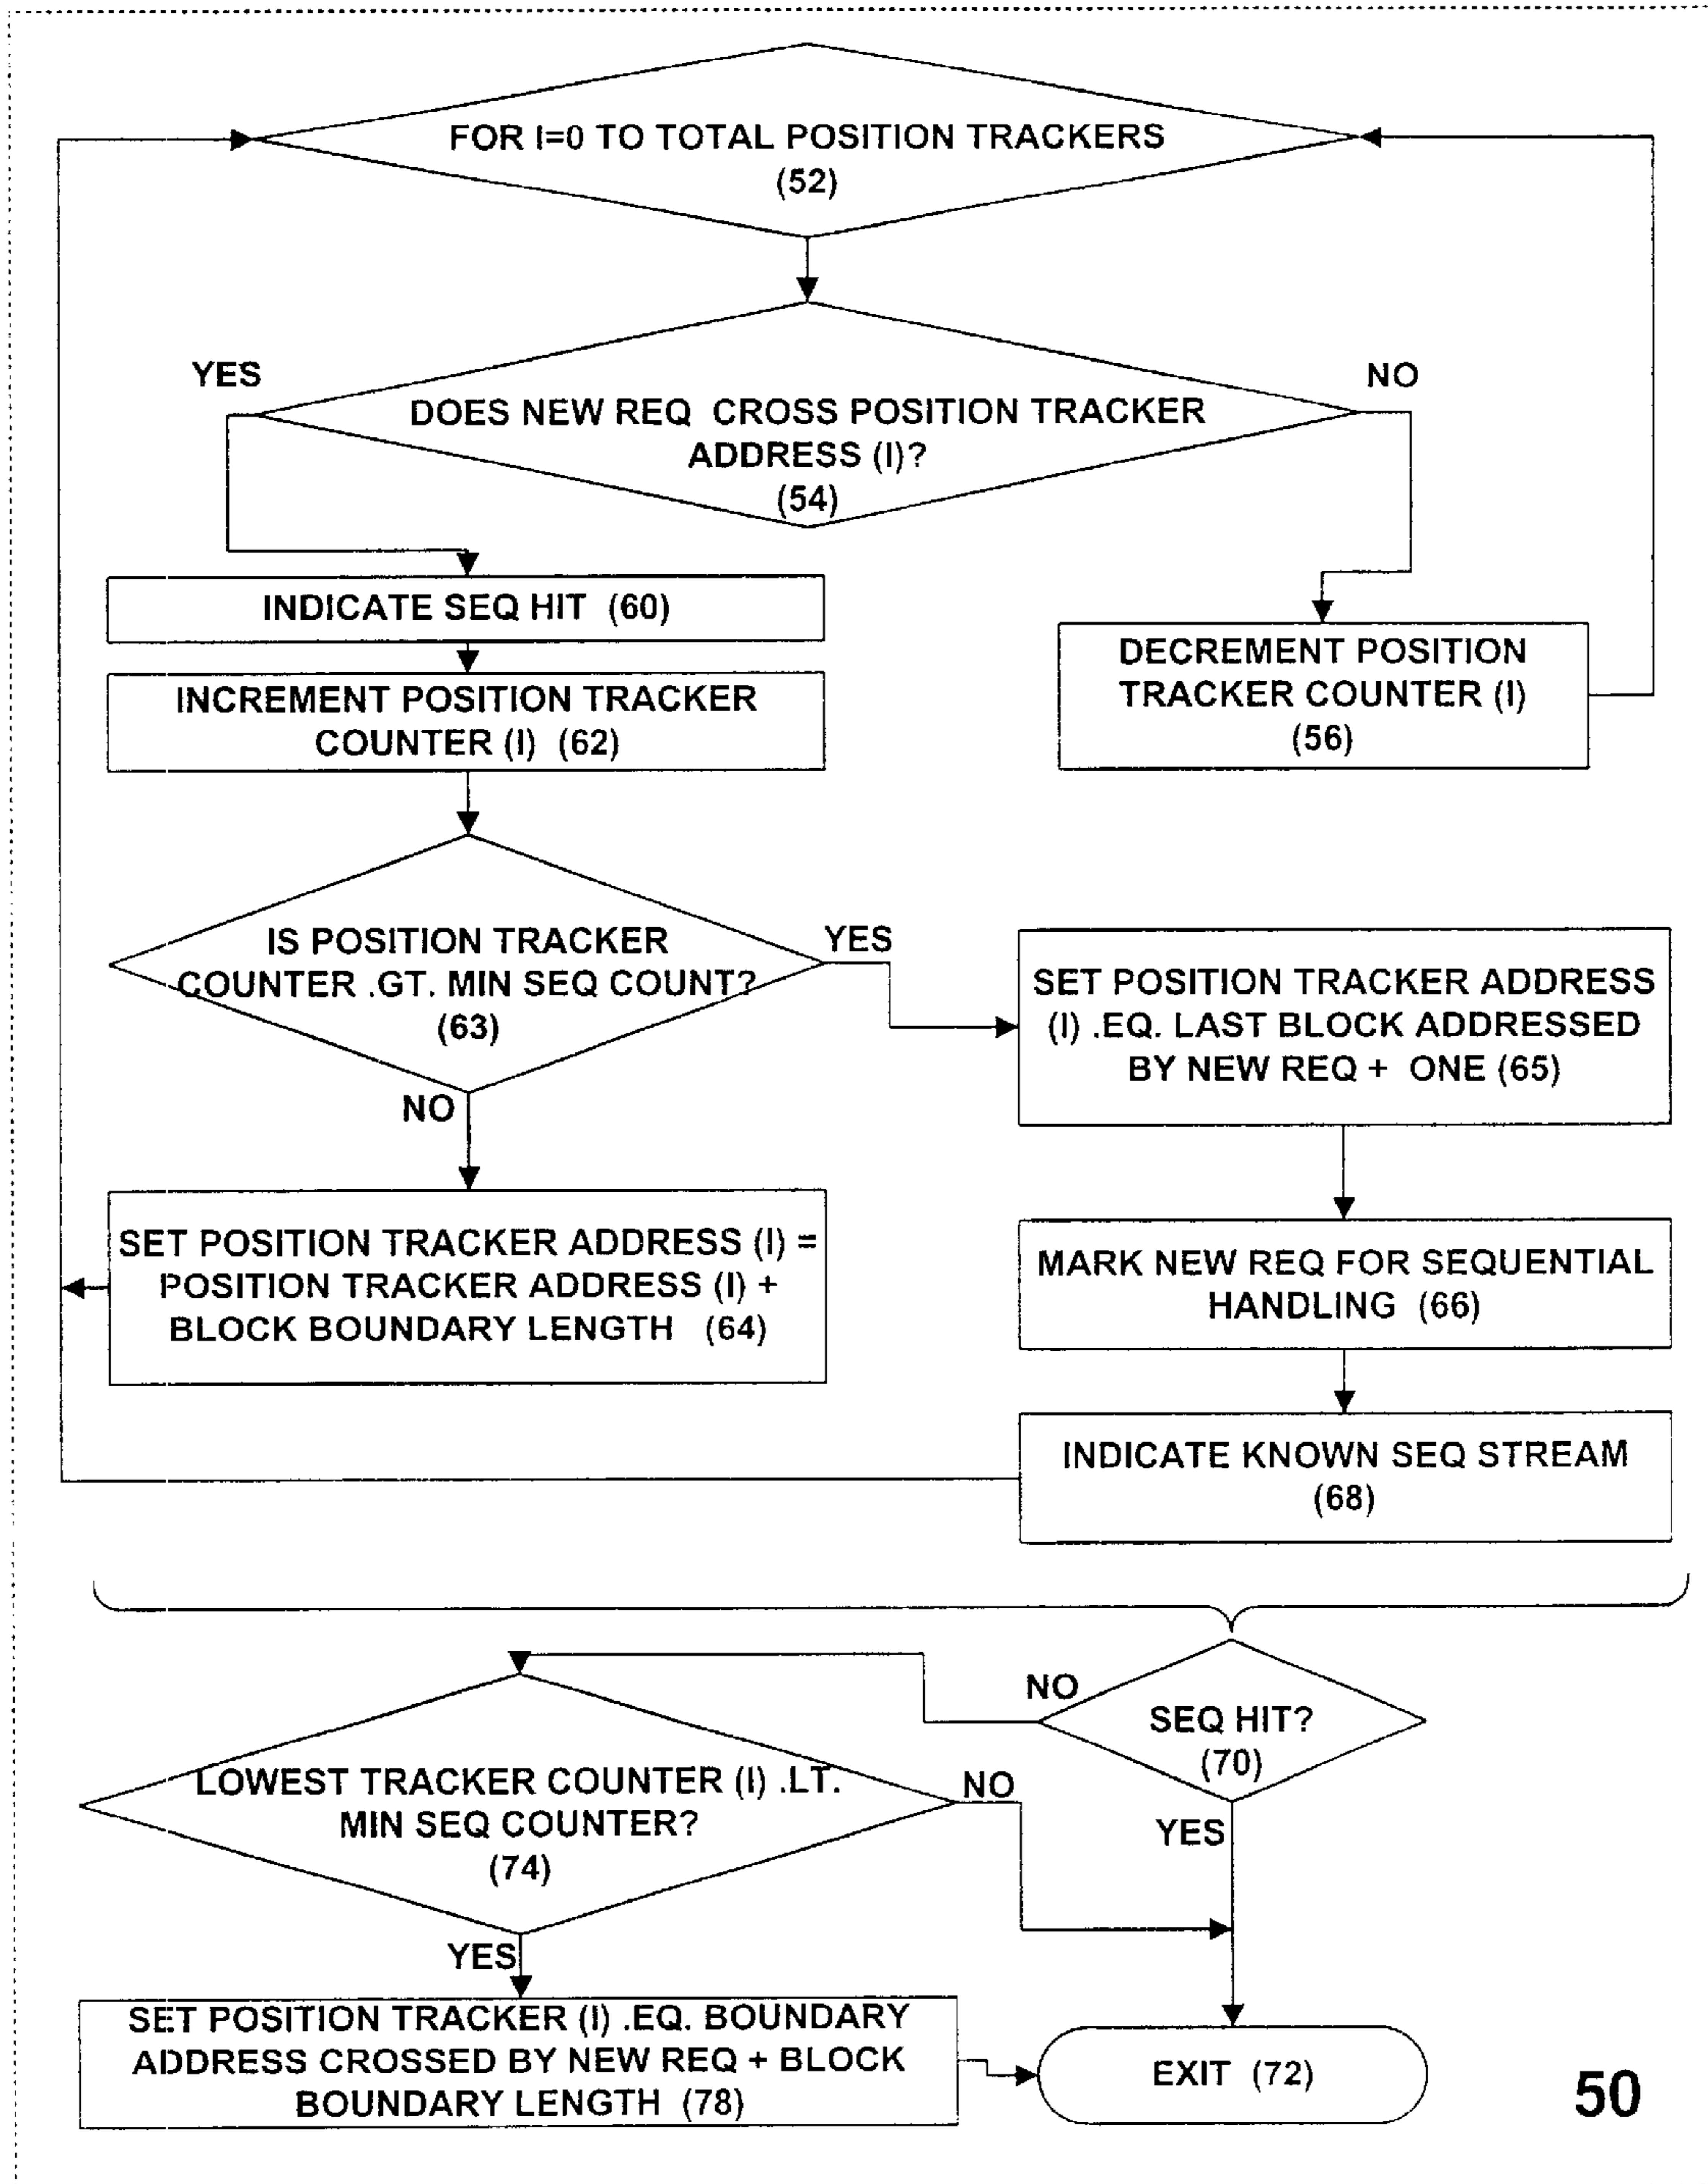 FOR I=0 TO TOTAL POSITION TRACKERS
(52)
YES
NO
DOES NEW REQ CROSS POSITION TRACKER
ADDRESS (I)?
(54)
INDICATE SEQ HIT (60)
DECREMENT POSITION
TRACKER COUNTER (I)
(56)
INCREMENT POSITION TRACKER
COUNTER (I) (62)
IS POSITION TRACKER
COUNTER .GT. MIN SEQ COUNT?
(63)
YES
NO
SET POSITION TRACKER ADDRESS
(I) .EQ. LAST BLOCK ADDRESSED
BY NEW REQ + ONE (65)
SET POSITION TRACKER ADDRESS (I) =
POSITION TRACKER ADDRESS (I) +
BLOCK BOUNDARY LENGTH (64)
MARK NEW REQ FOR SEQUENTIAL
HANDLING (66)
INDICATE KNOWN SEQ STREAM
(68)
NO
SEQ HIT?
(70)
YES
LOWEST TRACKER COUNTER (I) .LT.
MIN SEQ COUNTER?
(74)
NO
YES
SET POSITION TRACKER (I) .EQ. BOUNDARY
ADDRESS CROSSED BY NEW REQ + BLOCK
BOUNDARY LENGTH (78)
EXIT (72)
50